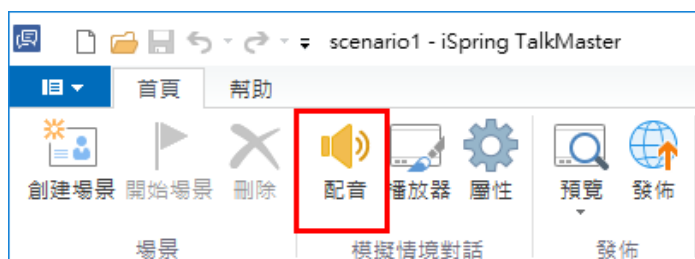 scenario1 - iSpring TalkMaster
首頁 幫助
創建場景 開始場景 刪除 配音 播放器 屬性 預覽 發佈
場景 模擬情境對話 發佈